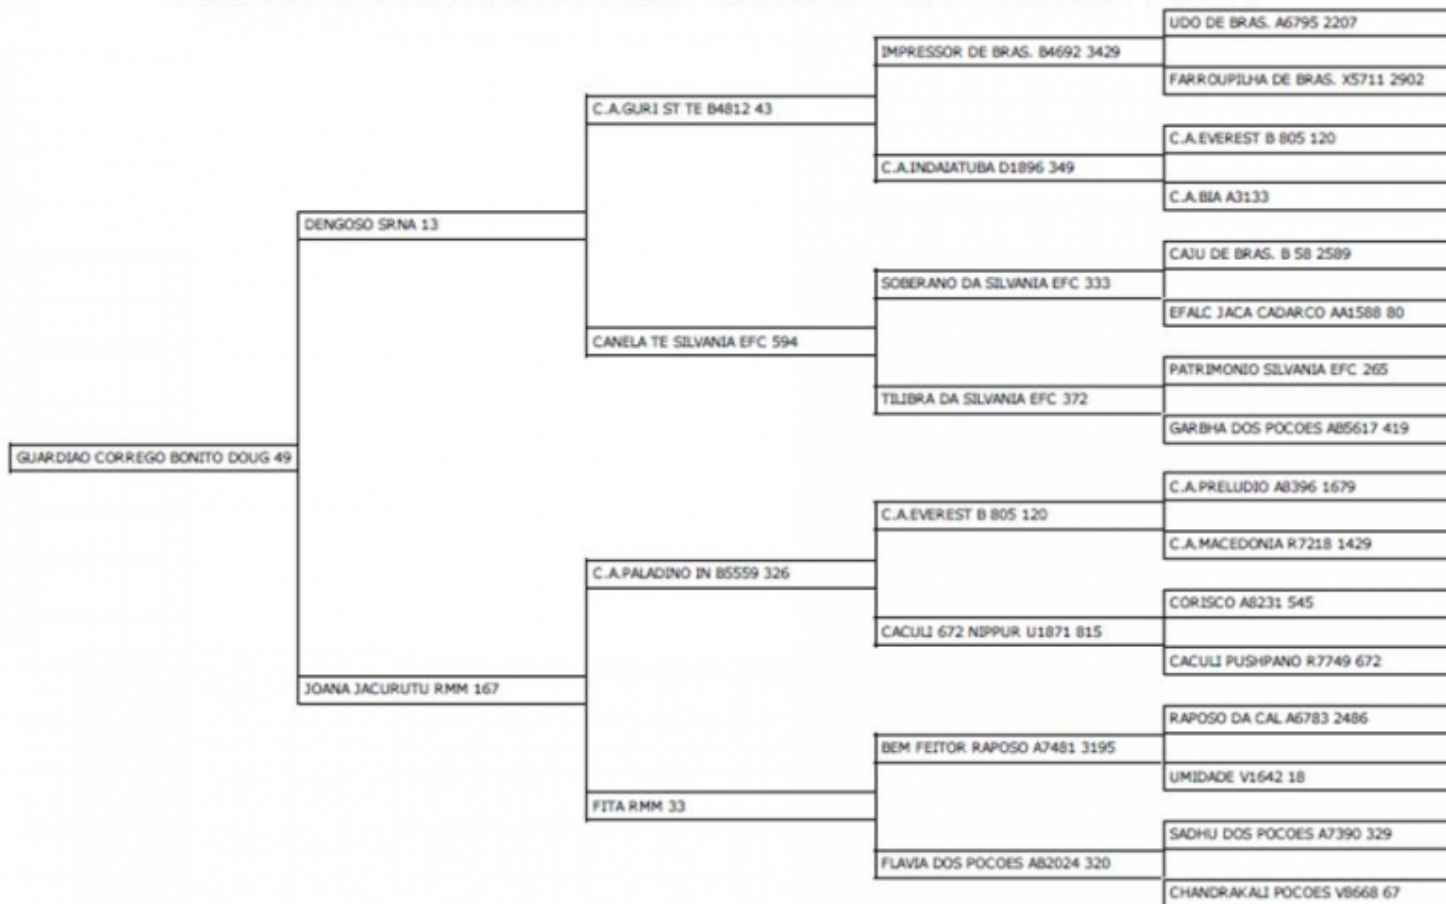 UDO DE BRAS. A6795 2207
IMPRESSOR DE BRAS. B4692 3429
FARROUPILHA DE BRAS. X5711 2902
C.A.GURI ST TE B4812 43
C.A.EVEREST B 805 120
C.A.INDAIATUBA D1896 349
C.A.BIA A3133
DENGOSO SRNA 13
CAJU DE BRAS. B 58 2589
SOBERANO DA SILVANIA EFC 333
EFALC JACA CADARCO AA1588 80
CANELA TE SILVANIA EFC 594
PATRIMONIO SILVANIA EFC 265
TILIBRA DA SILVANIA EFC 372
GARBHA DOS POCOES AB5617 419
GUARDIAO CORREGO BONITO DOUG 49
C.A.PRELUDIO A8396 1679
C.A.EVEREST B 805 120
C.A.MACEDONIA R7218 1429
C.A.PALADINO IN B5559 326
CORISCO A8231 545
CACULI 672 NIPPUR U1871 815
CACULI PUSHPANO R7749 672
JOANA JACURUTU RMM 167
RAPOSO DA CAL A6783 2486
BEM FEITOR RAPOSO A7481 3195
UMIDADE V1642 18
FITA RMM 33
SADHU DOS POCOES A7390 329
FLAVIA DOS POCOES AB2024 320
CHANDRAKALI POCOES V8668 67